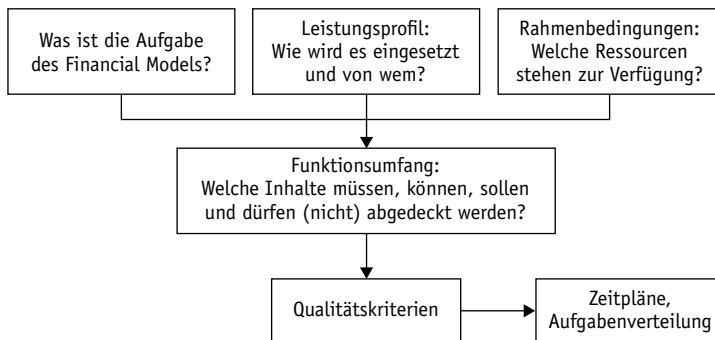 Was ist die Aufgabe
des Financial Models?
Leistungsprofil:
Wie wird es eingesetzt
und von wem?
Rahmenbedingungen:
Welche Ressourcen
stehen zur Verfügung?
Funktionsumfang:
Welche Inhalte müssen, können, sollen
und dürfen (nicht) abgedeckt werden?
Qualitätskriterien
Zeitpläne,
Aufgabenverteilung